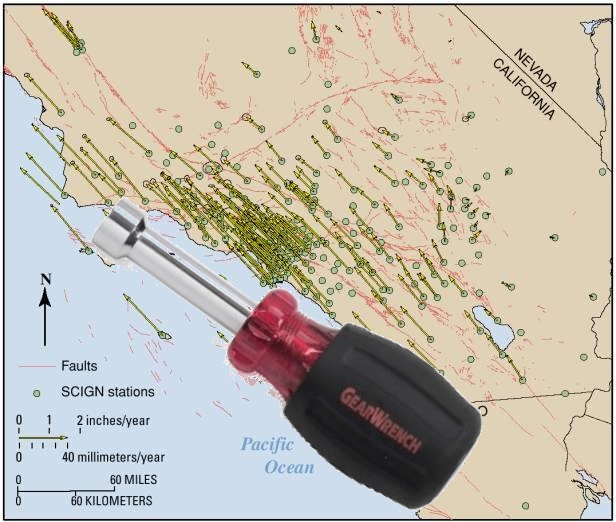 NEVADA
CALIFORNIA
N
Faults
SCIGN stations
0 1 2 inches/year
0 40 millimeters/year
0 60 MILES
0 60 KILOMETERS
Pacific
Ocean
GEARWRENCH